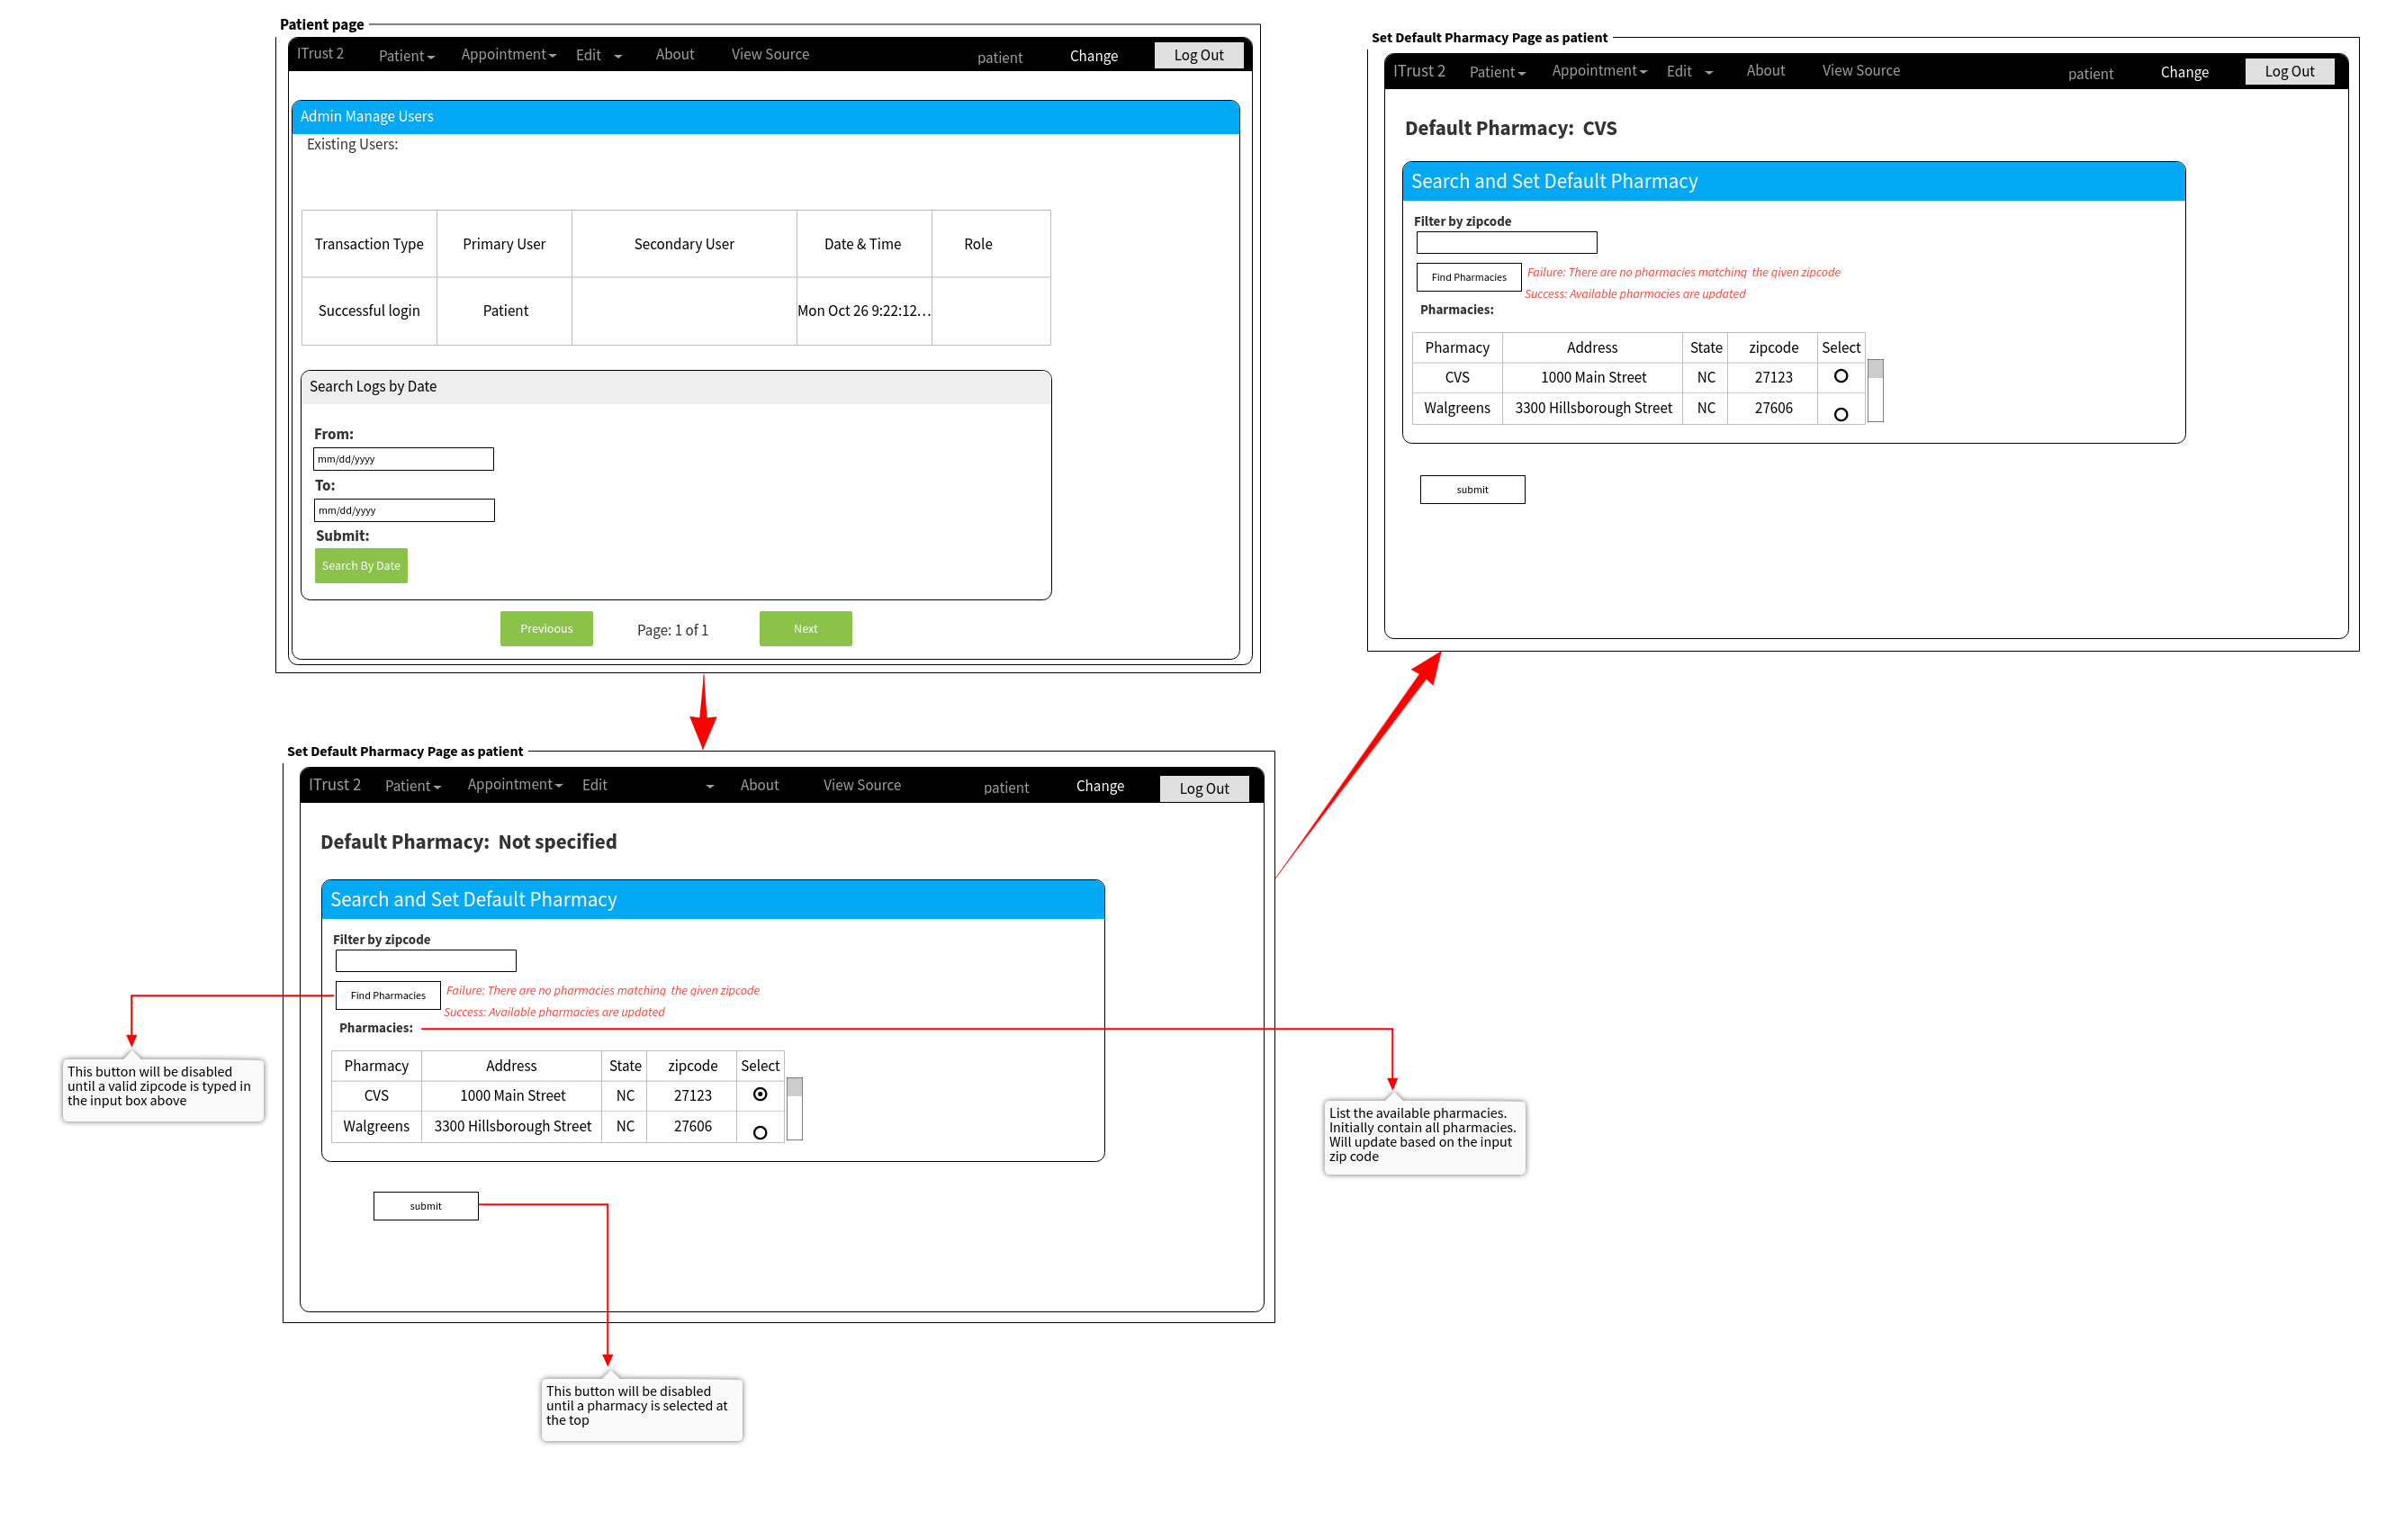 Patient page
ITrust 2 Patient Appointment Edit About View Source patient Change Log Out
Admin Manage Users
Existing Users:
Transaction Type Primary User Secondary User Date & Time Role
Successful login Patient Mon Oct 26 9:22:12...
Search Logs by Date
From:
mm/dd/yyyy
To:
mm/dd/yyyy
Submit:
Search By Date
Previoous Page: 1 of 1 Next
Set Default Pharmacy Page as patient
ITrust 2 Patient Appointment Edit About View Source patient Change Log Out
Default Pharmacy: CVS
Search and Set Default Pharmacy
Filter by zipcode
Find Pharmacies Failure: There are no pharmacies matching the given zipcode
Success: Available pharmacies are updated
Pharmacies:
Pharmacy Address State zipcode Select
CVS 1000 Main Street NC 27123
Walgreens 3300 Hillsborough Street NC 27606
submit
Set Default Pharmacy Page as patient
ITrust 2 Patient Appointment Edit About View Source patient Change Log Out
Default Pharmacy: Not specified
Search and Set Default Pharmacy
Filter by zipcode
Find Pharmacies Failure: There are no pharmacies matching the given zipcode
Success: Available pharmacies are updated
Pharmacies:
Pharmacy Address State zipcode Select
CVS 1000 Main Street NC 27123
Walgreens 3300 Hillsborough Street NC 27606
submit
This button will be disabled
until a valid zipcode is typed in
the input box above
List the available pharmacies.
Initially contain all pharmacies.
Will update based on the input
zip code
This button will be disabled
until a pharmacy is selected at
the top